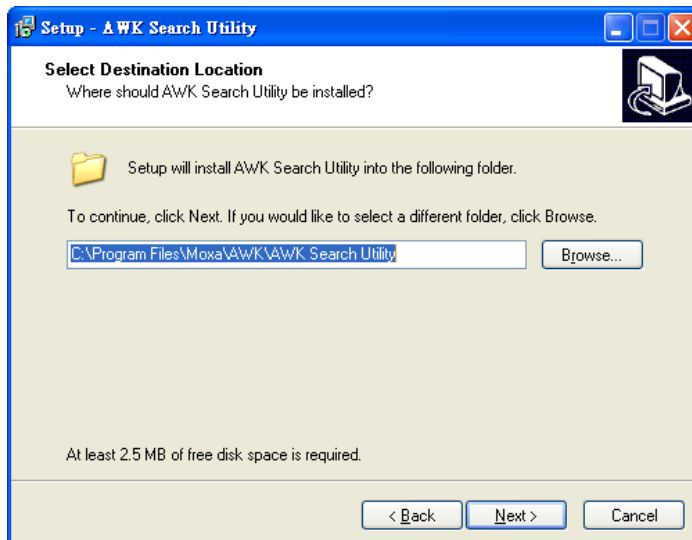 Setup - AWK Search Utility
Select Destination Location
Where should AWK Search Utility be installed?
Setup will install AWK Search Utility into the following folder.
To continue, click Next. If you would like to select a different folder, click Browse.
C:\Program Files\Moxa\AWK\AWK Search Utility
Browse...
At least 2.5 MB of free disk space is required.
< Back
Next >
Cancel